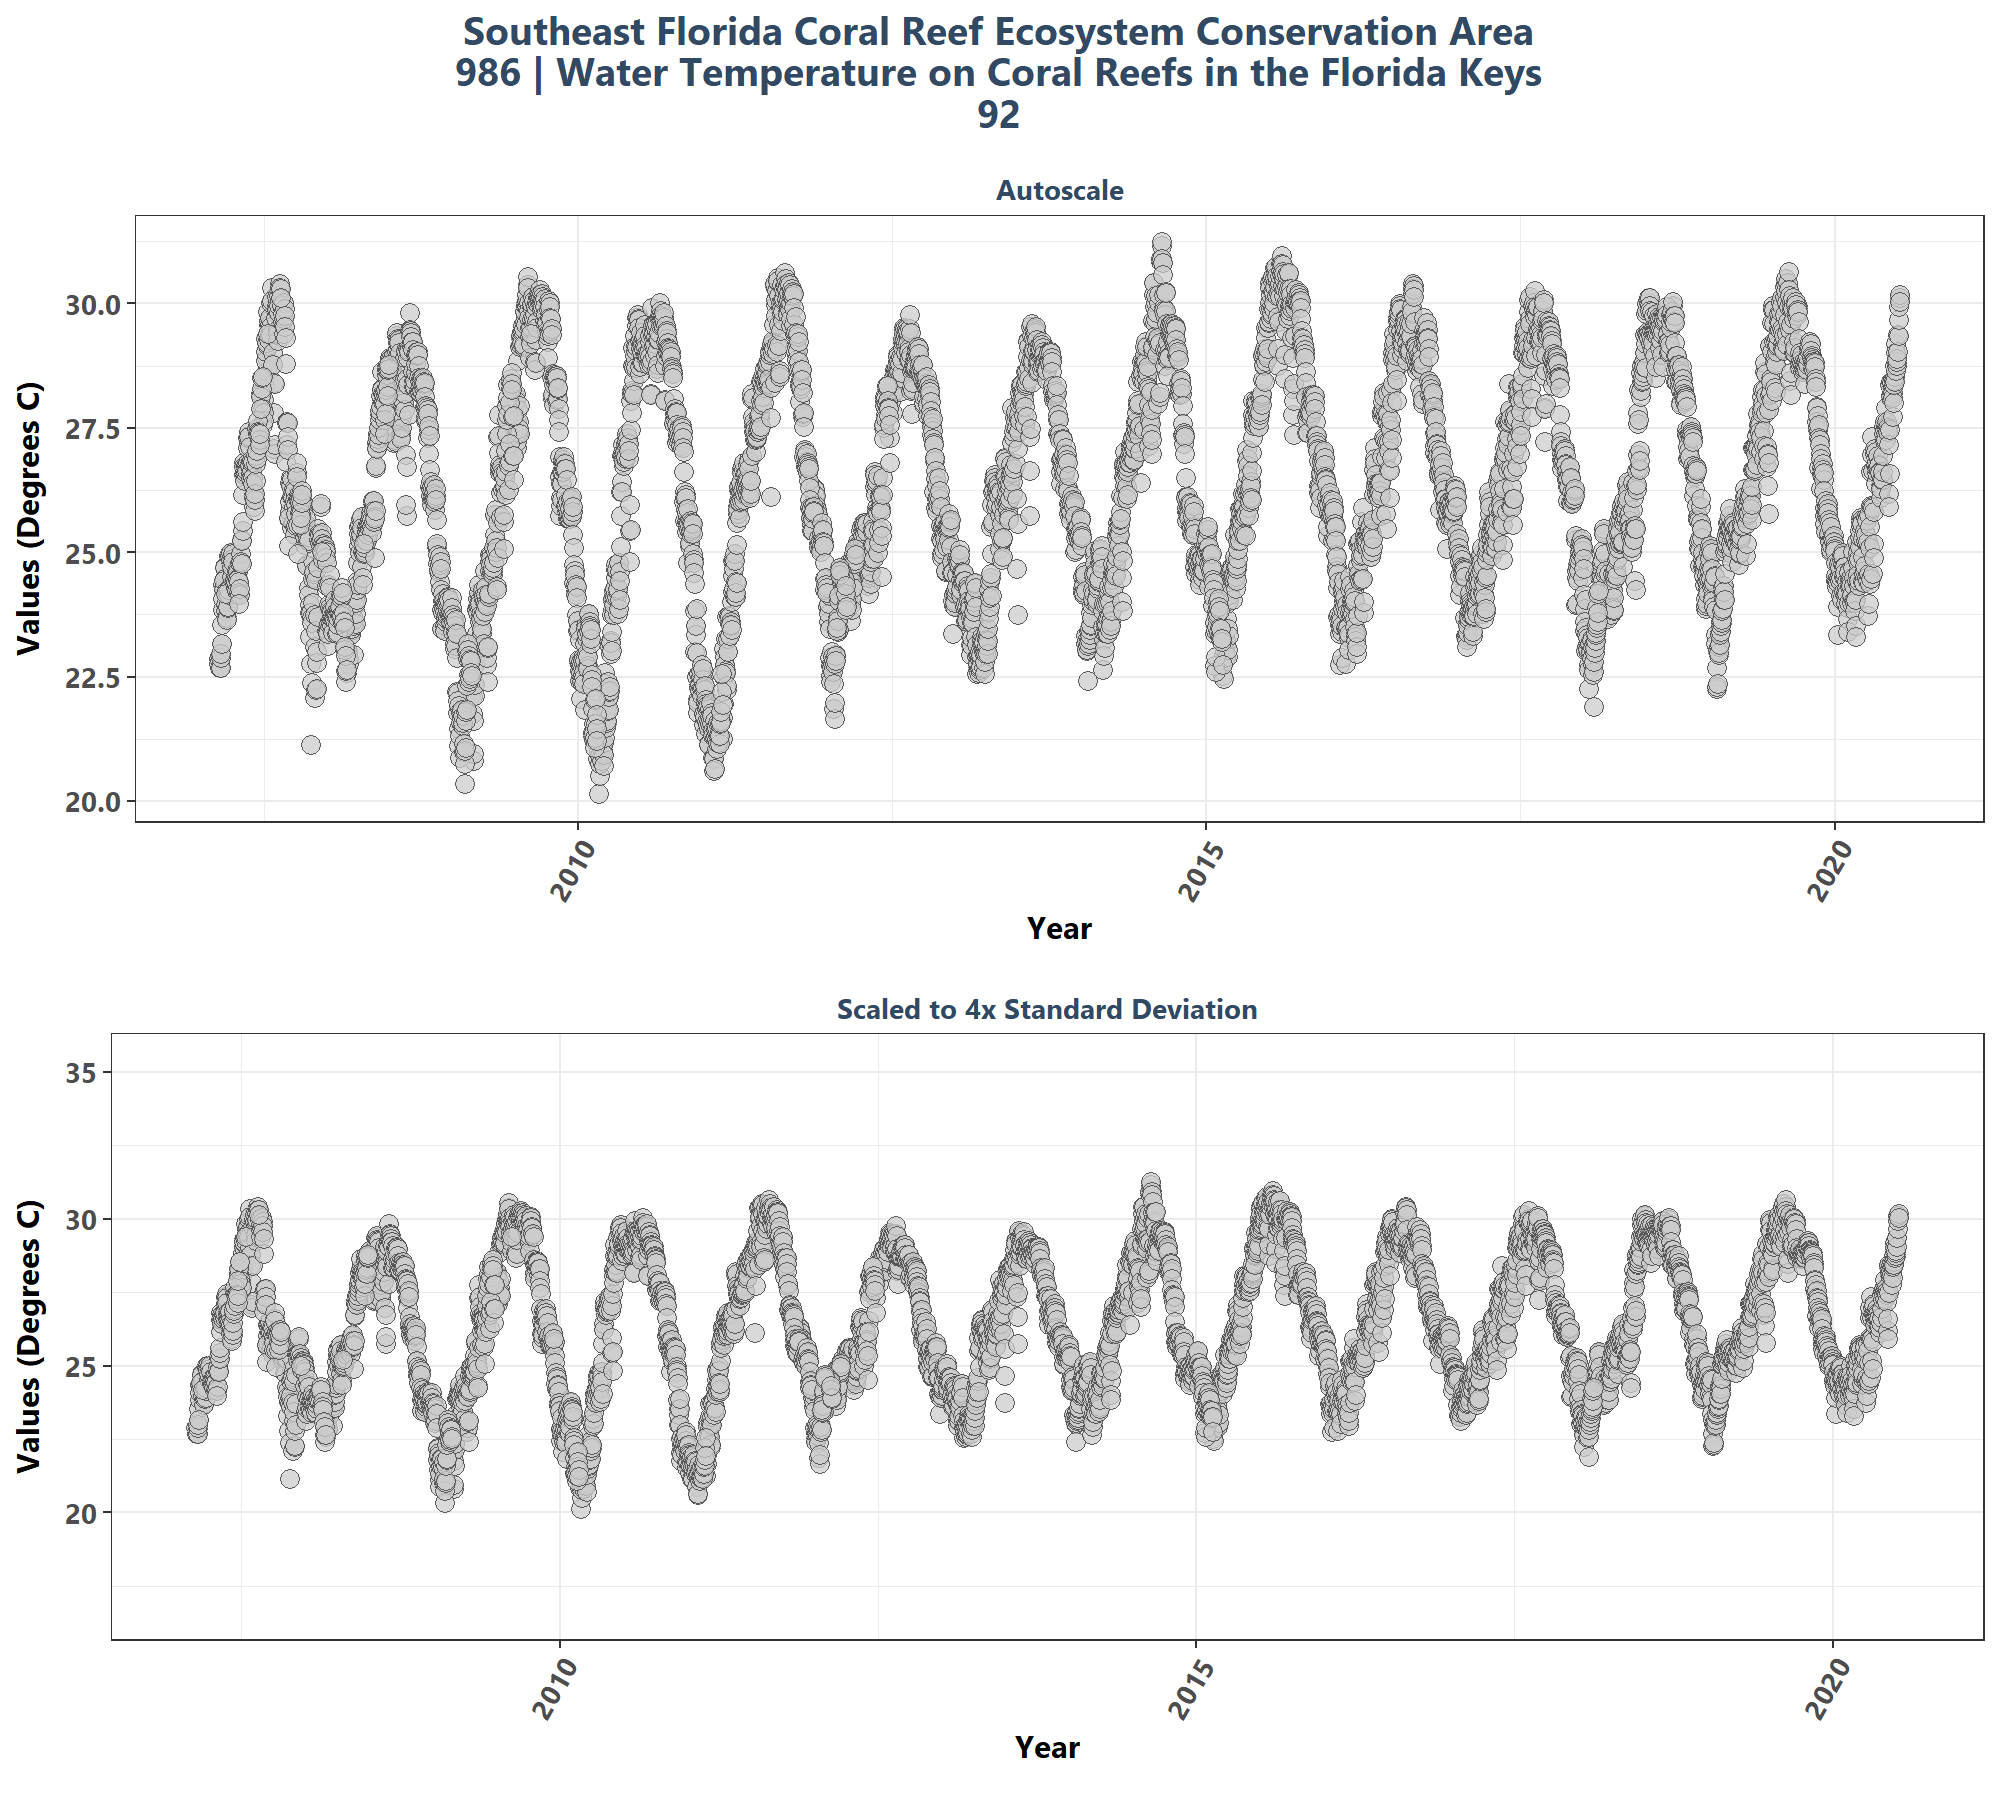 Southeast Florida Coral Reef Ecosystem Conservation Area
986 | Water Temperature on Coral Reefs in the Florida Keys
92
Autoscale
Values (Degrees C)
30.0
27.5
25.0
22.5
20.0
2010
2015
2020
Year
Scaled to 4x Standard Deviation
Values (Degrees C)
35
30
25
20
2010
2015
2020
Year